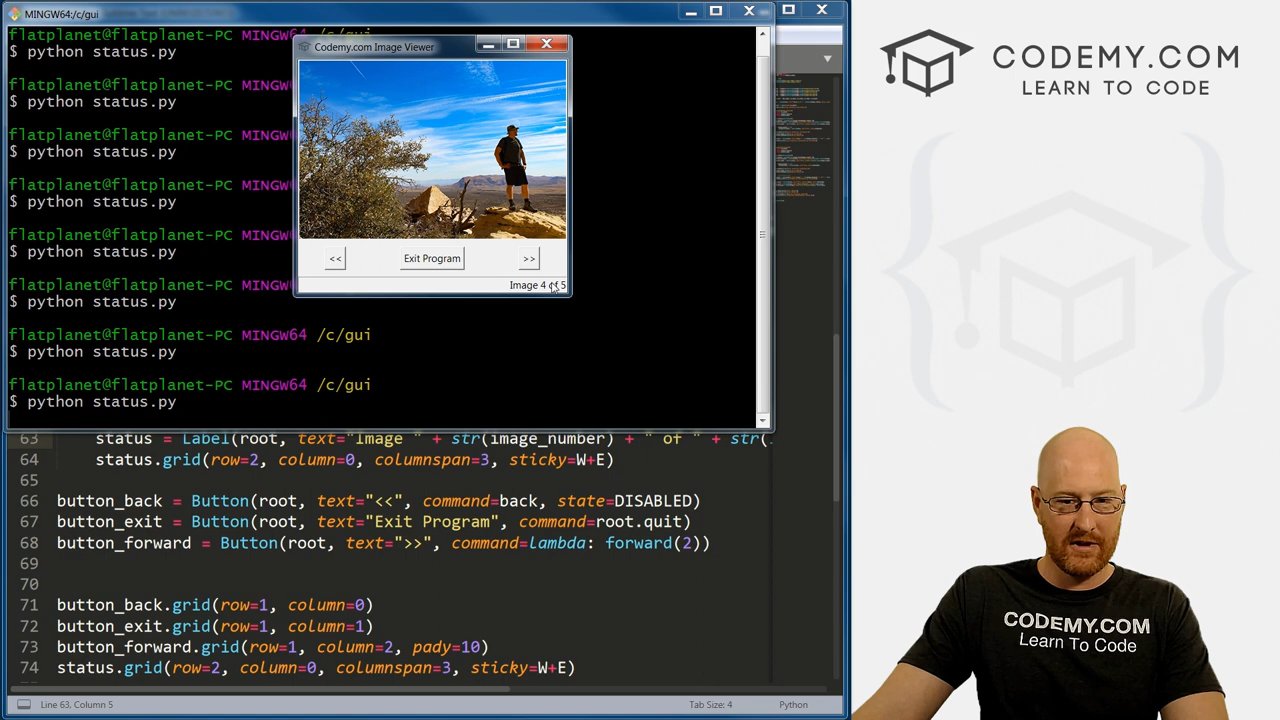 MINGW64:/c/gui
flatplanet@flatplanet-PC MINGW64 /c/gui
$ python status.py
flatplanet@flatplanet-PC MINGW
$ python status.py
flatplanet@flatplanet-PC MINGW
$ python status.py
flatplanet@flatplanet-PC MINGW
$ python status.py
flatplanet@flatplanet-PC MINGW
$ python status.py
flatplanet@flatplanet-PC MINGW
$ python status.py
flatplanet@flatplanet-PC MINGW64 /c/gui
$ python status.py
flatplanet@flatplanet-PC MINGW64 /c/gui
$ python status.py
Codemy.com Image Viewer
<<
Exit Program
>>
Image 4 of 5
63 status = Label(root, text="Image " + str(image_number) + " of " + str(
64 status.grid(row=2, column=0, columnspan=3, sticky=W+E)
65
66 button_back = Button(root, text="<<", command=back, state=DISABLED)
67 button_exit = Button(root, text="Exit Program", command=root.quit)
68 button_forward = Button(root, text=">>", command=lambda: forward(2))
69
70
71 button_back.grid(row=1, column=0)
72 button_exit.grid(row=1, column=1)
73 button_forward.grid(row=1, column=2, pady=10)
74 status.grid(row=2, column=0, columnspan=3, sticky=W+E)
Line 63, Column 5
Tab Size: 4
Python
CODEMY.COM
LEARN TO CODE
CODEMY.COM
Learn To Code